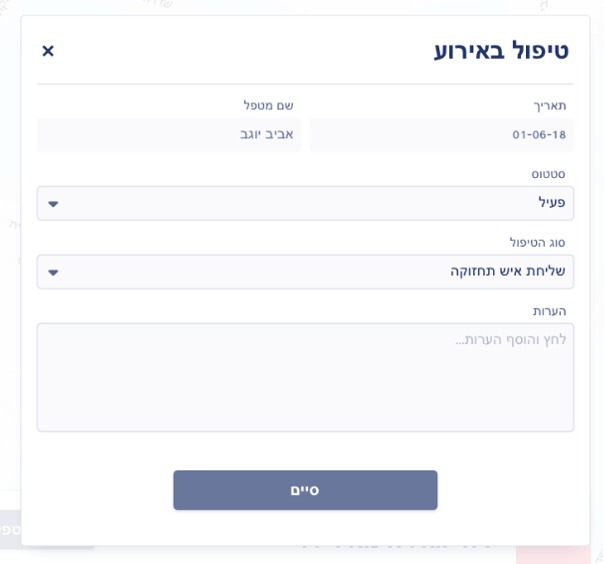 טיפול באירוע
×
תאריך
שם מטפל
01-06-18
אביב יוגב
סטטוס
פעיל
סוג הטיפול
שליחת איש תחזוקה
הערות
לחץ והוסף הערות...
סיים